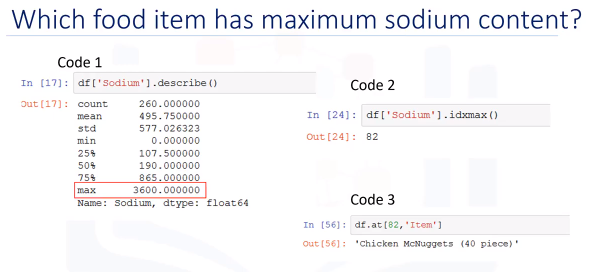 Which food item has maximum sodium content?
Code 1
In [17]: df['Sodium'].describe()
Out[17]: count 260.000000
mean 495.750000
std 577.026323
min 0.000000
25% 107.500000
50% 190.000000
75% 865.000000
max 3600.000000
Name: Sodium, dtype: float64
Code 2
In [24]: df['Sodium'].idxmax()
Out[24]: 82
Code 3
In [56]: df.at[82,'Item']
Out[56]: 'Chicken McNuggets (40 piece)'